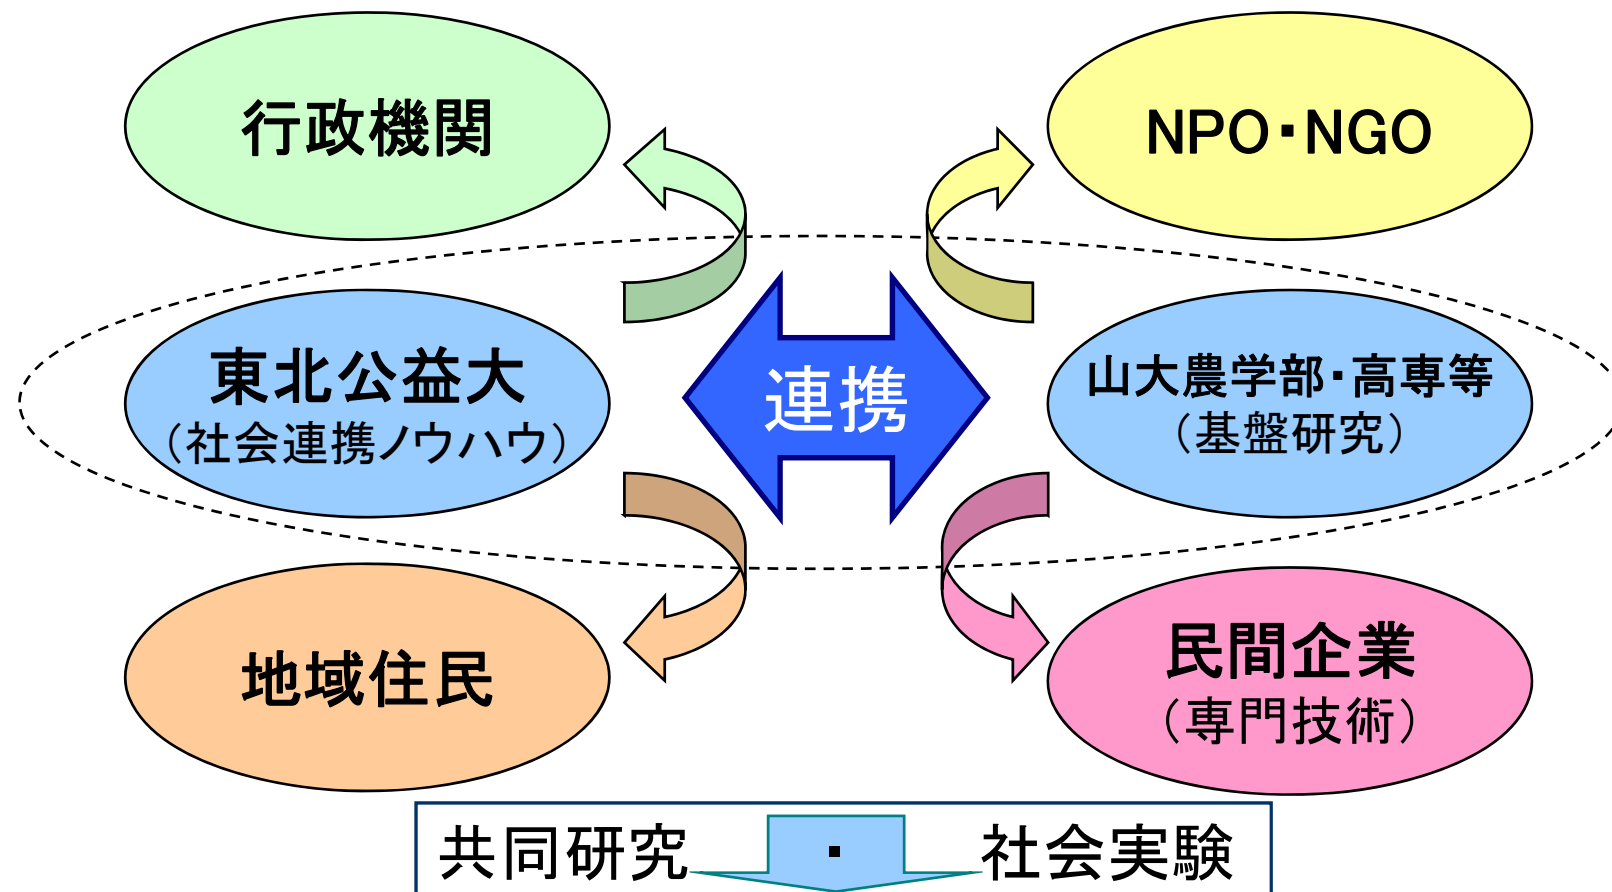 行政機関
NPO・NGO
東北公益大
（社会連携ノウハウ）
連携
山大農学部・高専等
（基盤研究）
地域住民
民間企業
（専門技術）
共同研究 ・ 社会実験